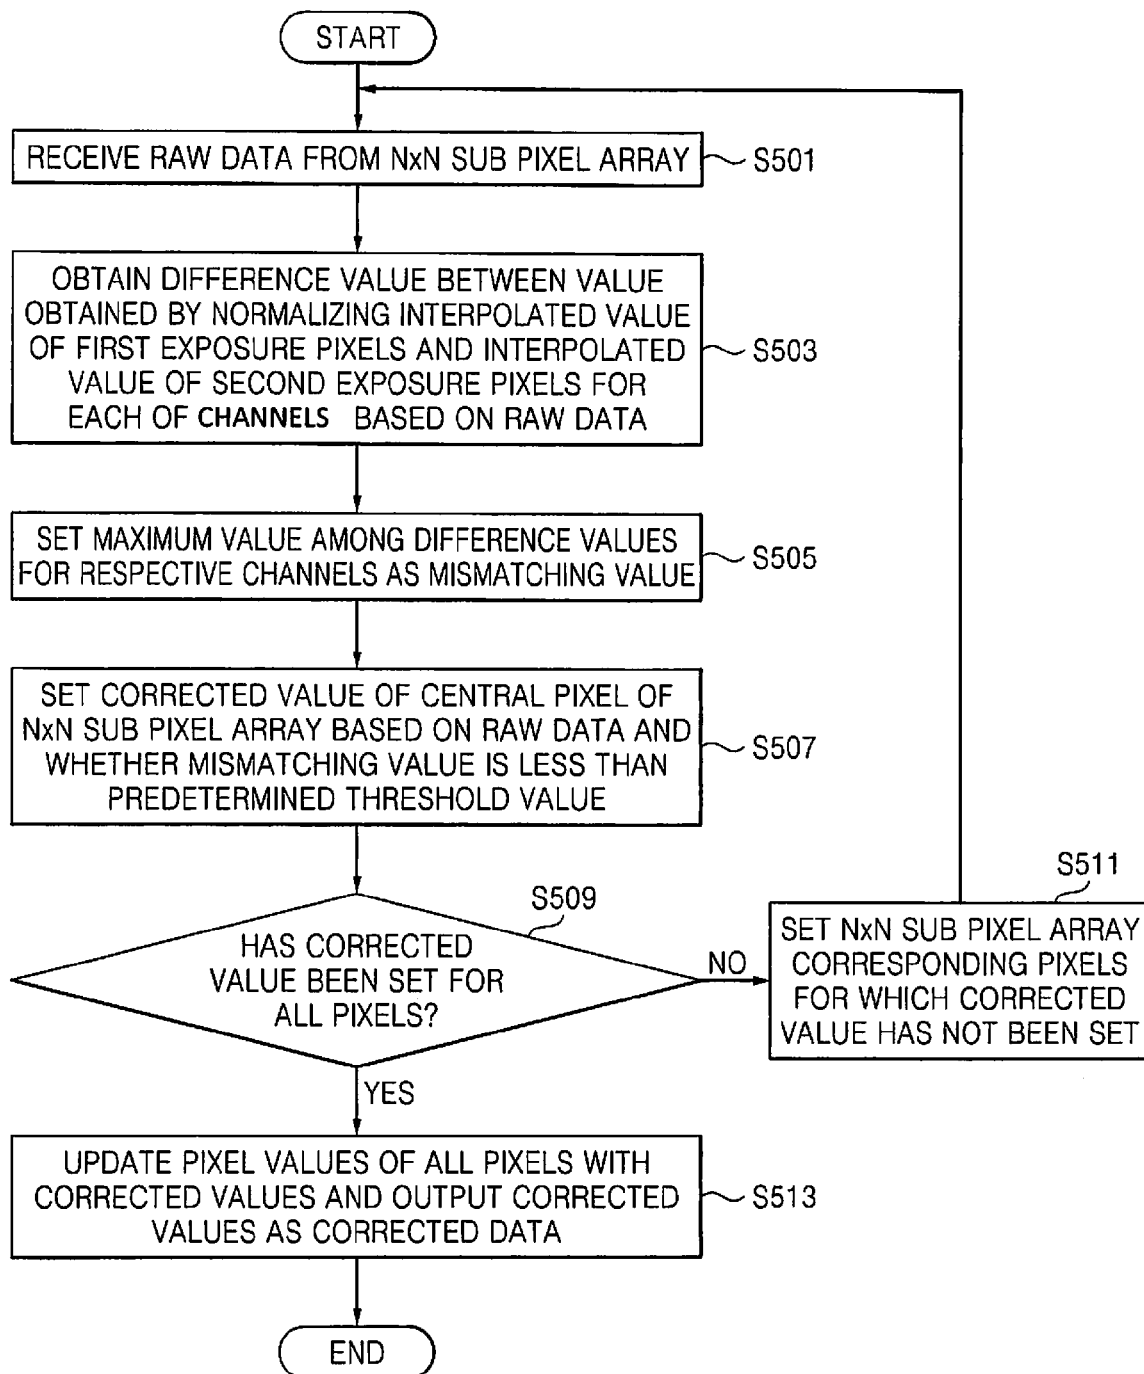 START
RECEIVE RAW DATA FROM NxN SUB PIXEL ARRAY
S501
OBTAIN DIFFERENCE VALUE BETWEEN VALUE
OBTAINED BY NORMALIZING INTERPOLATED VALUE
OF FIRST EXPOSURE PIXELS AND INTERPOLATED
VALUE OF SECOND EXPOSURE PIXELS FOR
EACH OF CHANNELS BASED ON RAW DATA
S503
SET MAXIMUM VALUE AMONG DIFFERENCE VALUES
FOR RESPECTIVE CHANNELS AS MISMATCHING VALUE
S505
SET CORRECTED VALUE OF CENTRAL PIXEL OF
NxN SUB PIXEL ARRAY BASED ON RAW DATA AND
WHETHER MISMATCHING VALUE IS LESS THAN
PREDETERMINED THRESHOLD VALUE
S507
HAS CORRECTED
VALUE BEEN SET FOR
ALL PIXELS?
S509
NO
S511
SET NxN SUB PIXEL ARRAY
CORRESPONDING PIXELS
FOR WHICH CORRECTED
VALUE HAS NOT BEEN SET
YES
UPDATE PIXEL VALUES OF ALL PIXELS WITH
CORRECTED VALUES AND OUTPUT CORRECTED
VALUES AS CORRECTED DATA
S513
END